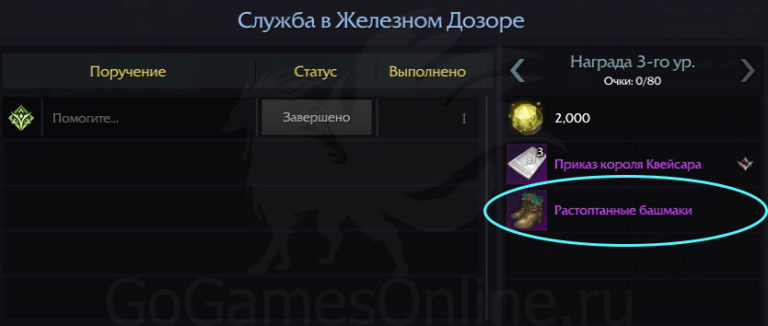 Служба в Железном Дозоре
Поручение Статус Выполнено
Награда 3-го ур.
Очки: 0/80
Помогите... Завершено 1
2,000
3
Приказ короля Квейсара
Растоптанные башмаки
GoGamesOnline.ru